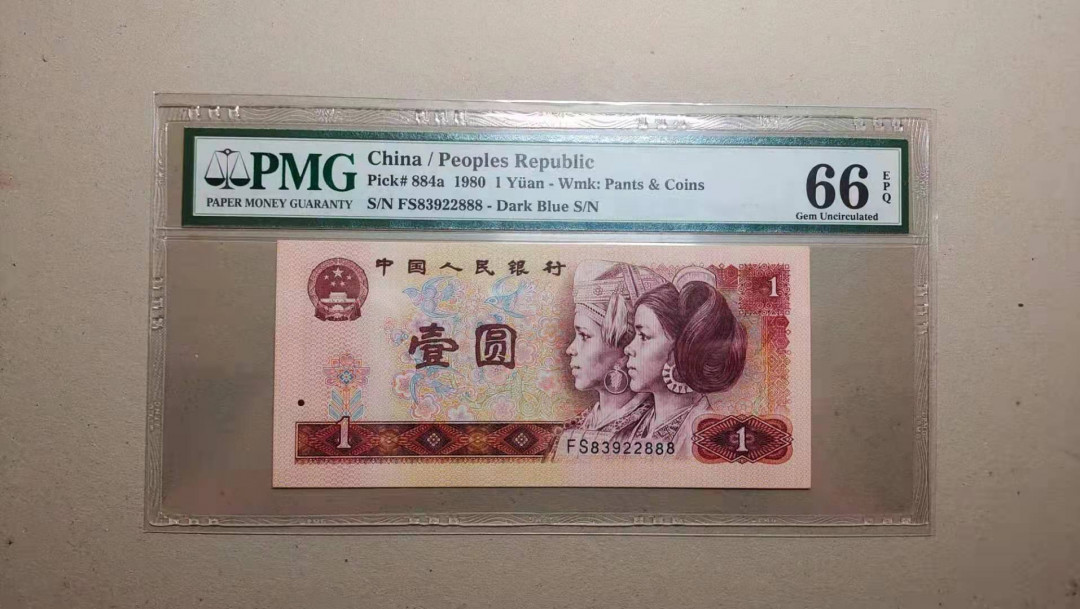 PMG
PAPER MONEY GUARANTY
China / Peoples Republic
Pick# 884a 1980 1 Yüan - Wmk: Pants & Coins
S/N FS83922888 - Dark Blue S/N
66
EPQ
Gem Uncirculated
中国人民银行
1
壹圆
1
1
FS83922888